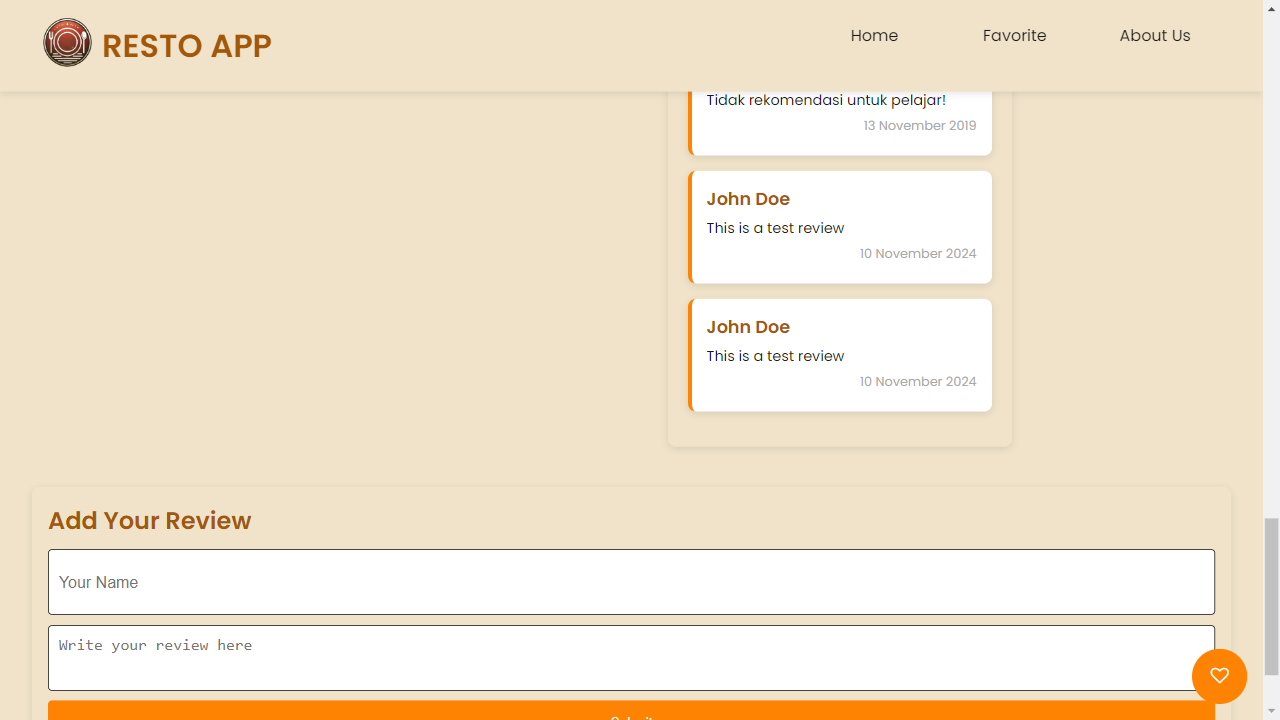 RESTO APP
Home
Favorite
About Us
Tidak rekomendasi untuk pelajar!
13 November 2019
John Doe
This is a test review
10 November 2024
John Doe
This is a test review
10 November 2024
Add Your Review
Your Name
Write your review here